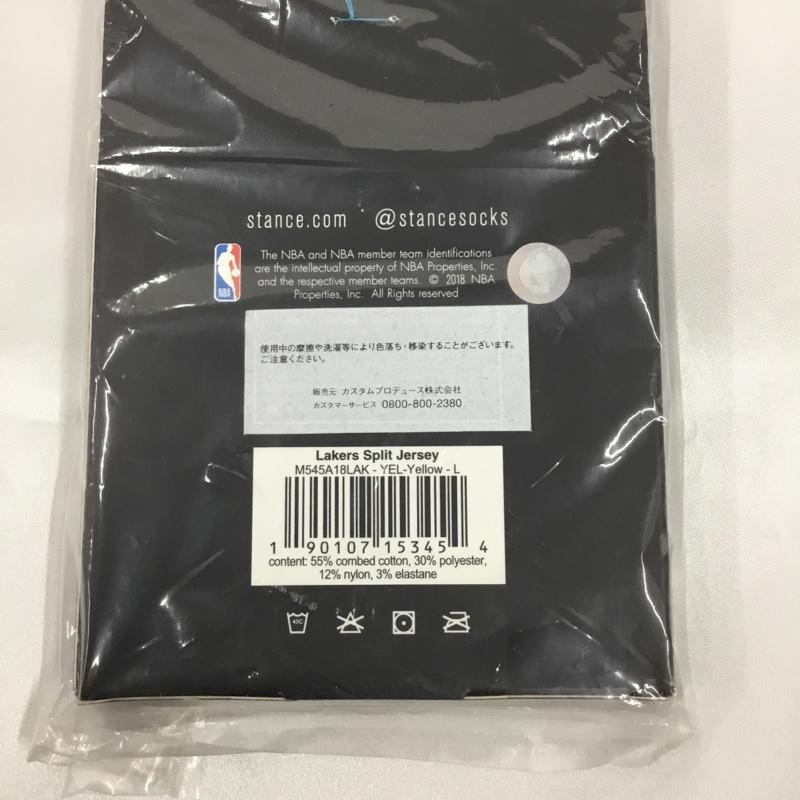 stance.com @stancesocks
The NBA and NBA member team identifications
are the intellectual property of NBA Properties, Inc.
and the respective member teams. © 2018 NBA
Properties, Inc. All Rights reserved
NBA
使用中の摩擦や洗濯等により色落ち・移染することがございます。
ご注意ください。
販売元 カスタムプロデュース株式会社
カスタマーサービス 0800-800-2380
Lakers Split Jersey
M545A18LAK - YEL-Yellow - L
1 90107 15345 4
content: 55% combed cotton, 30% polyester,
12% nylon, 3% elastane
40C